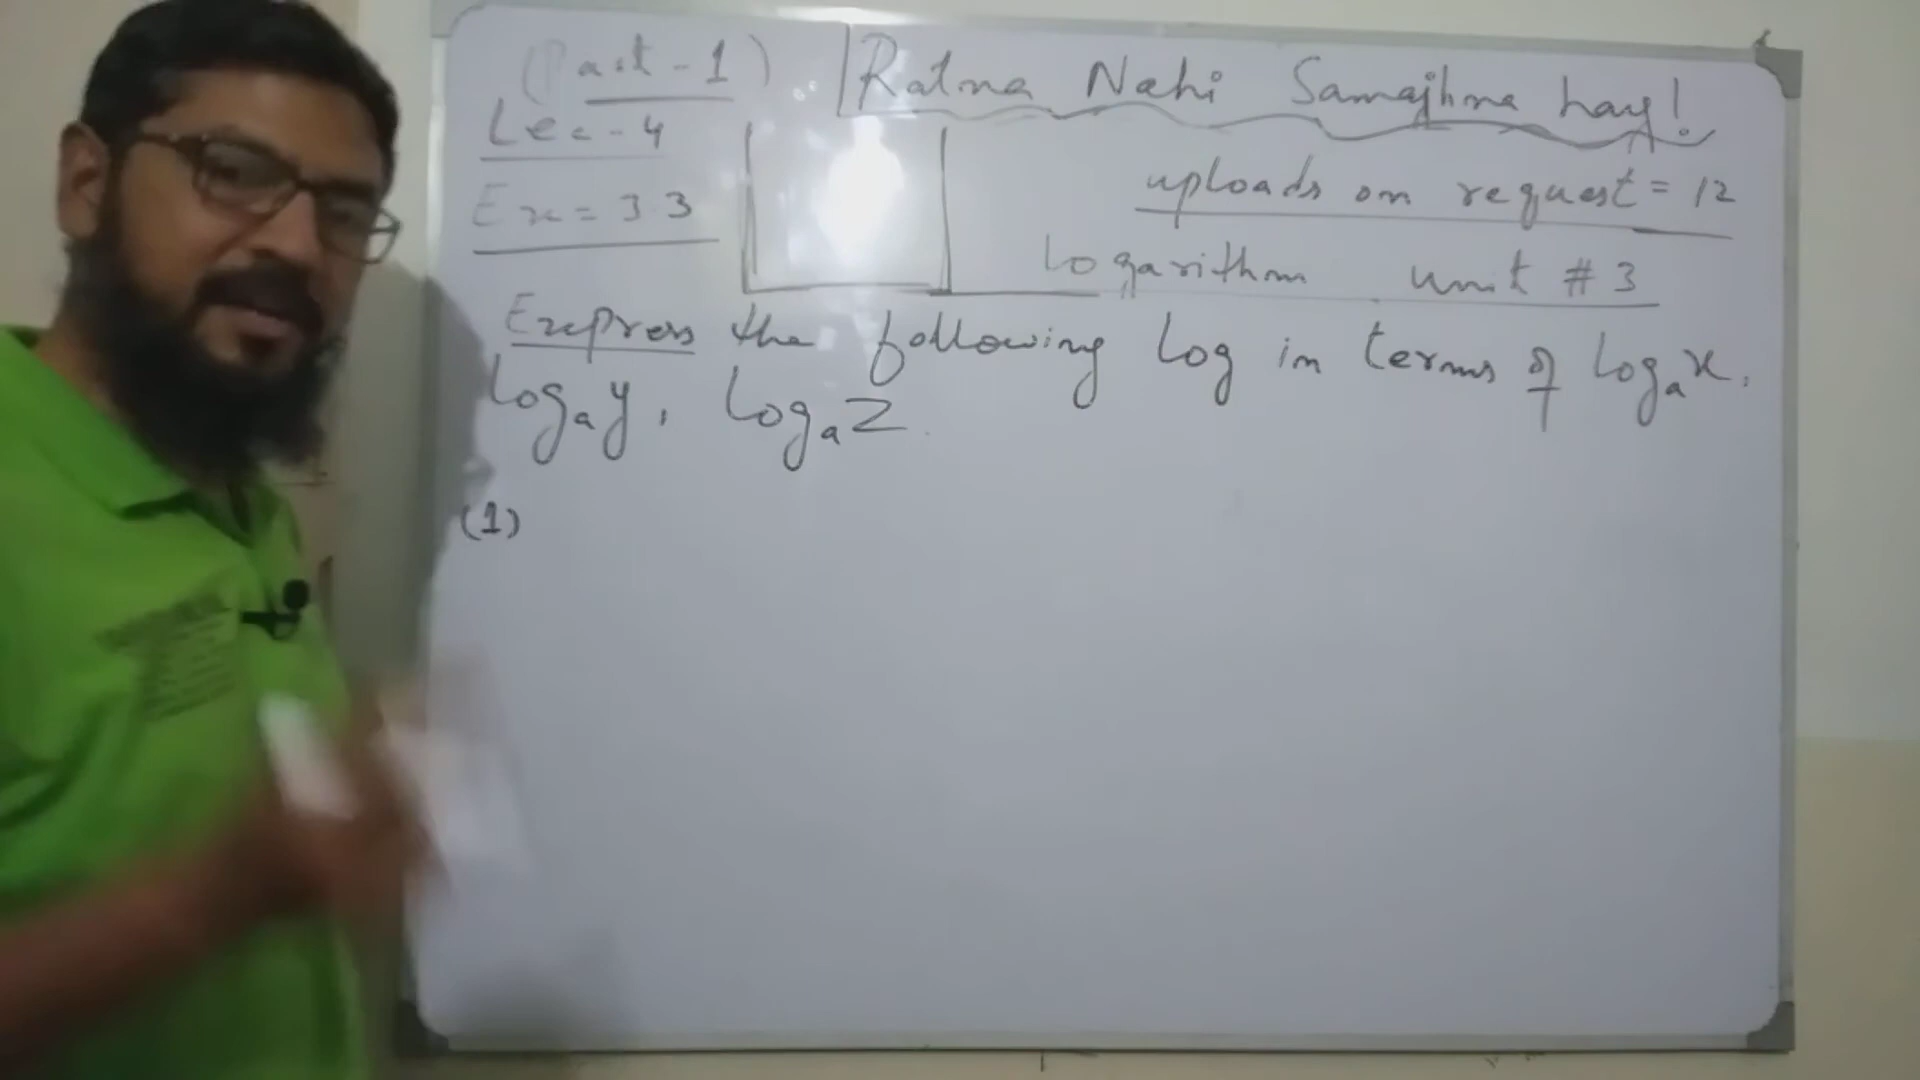 (Part-1) Ratna Nahi Samajhna hay!
Lec-4
uploads on request = 12
Ex = 3.3
Logarithm unit # 3
Express the following Log in terms of Logₐx,
Logₐy, Logₐz.
(1)